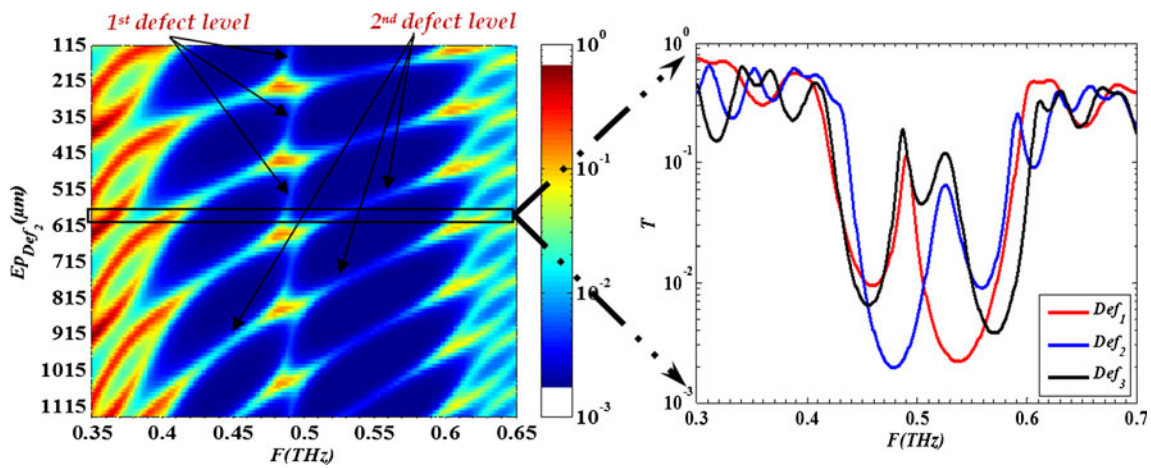 1st defect level
2nd defect level
115
215
315
415
515
615
715
815
915
1015
1115
EpDef2(μm)
0.35 0.4 0.45 0.5 0.55 0.6 0.65
F(THz)
10^0
10^-1
10^-2
10^-3
10^0
10^-1
10^-2
10^-3
T
Def1
Def2
Def3
0.3 0.4 0.5 0.6 0.7
F(THz)